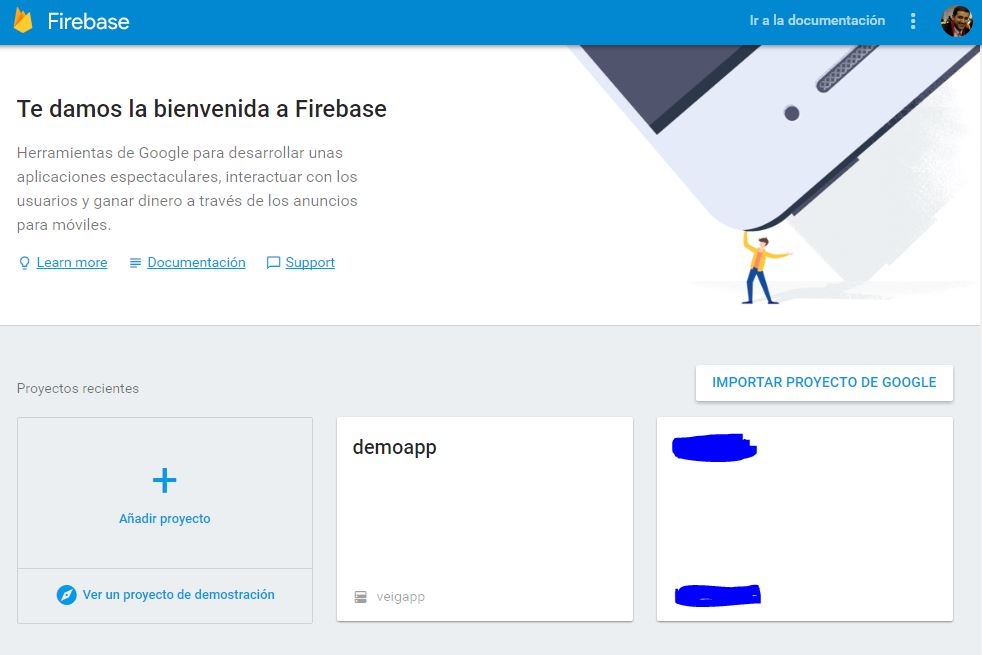 Firebase
Ir a la documentación
Te damos la bienvenida a Firebase
Herramientas de Google para desarrollar unas
aplicaciones espectaculares, interactuar con los
usuarios y ganar dinero a través de los anuncios
para móviles.
Learn more
Documentación
Support
Proyectos recientes
IMPORTAR PROYECTO DE GOOGLE
Añadir proyecto
Ver un proyecto de demostración
demoapp
veigapp